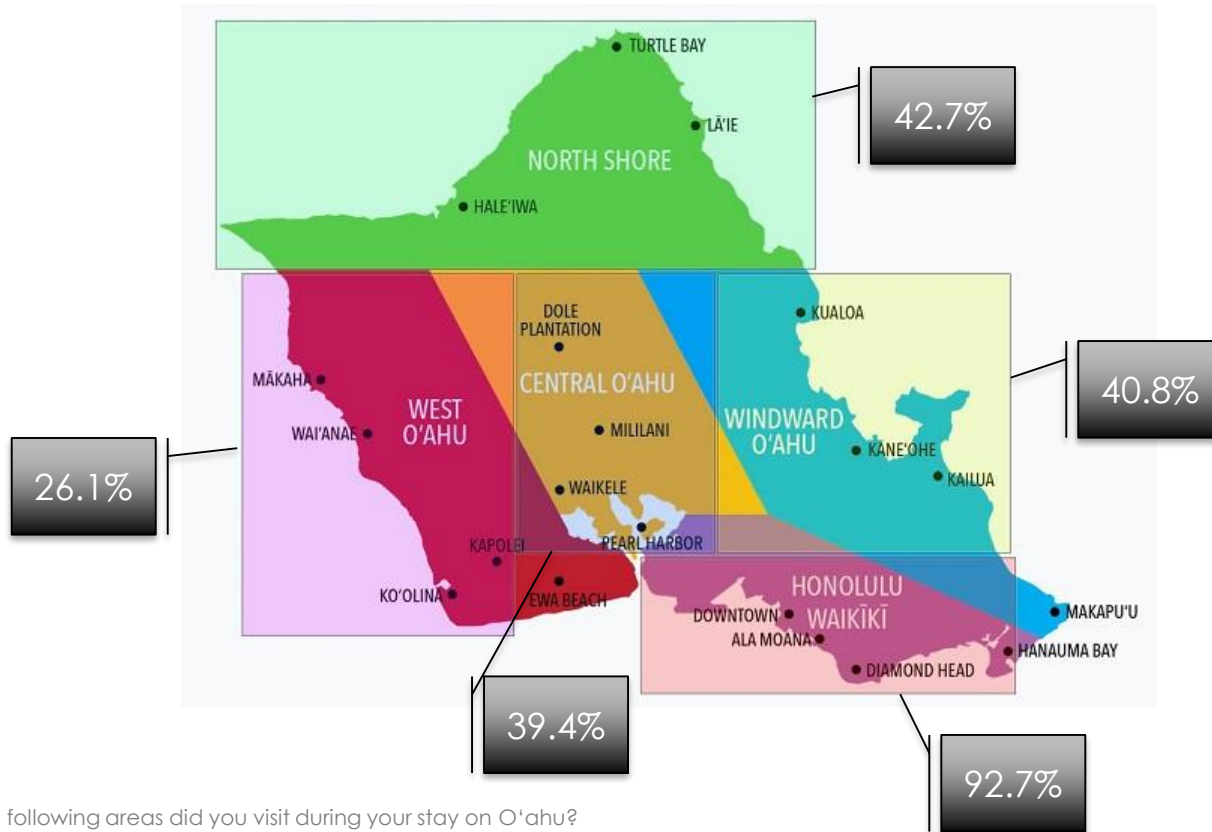 TURTLE BAY
42.7%
LĀ‘IE
NORTH SHORE
HALE‘IWA
KUALOA
DOLE
PLANTATION
MĀKAHA
CENTRAL O‘AHU
40.8%
WEST
O‘AHU
WINDWARD
O‘AHU
WAI‘ANAE
MILILANI
KĀNE‘OHE
KAILUA
26.1%
WAIKELE
PEARL HARBOR
KAPOLEI
KO‘OLINA
EWA BEACH
HONOLULU
WAIKĪKĪ
DOWNTOWN
MAKAPU‘U
ALA MOANA
HANAUMA BAY
DIAMOND HEAD
39.4%
92.7%
following areas did you visit during your stay on O‘ahu?